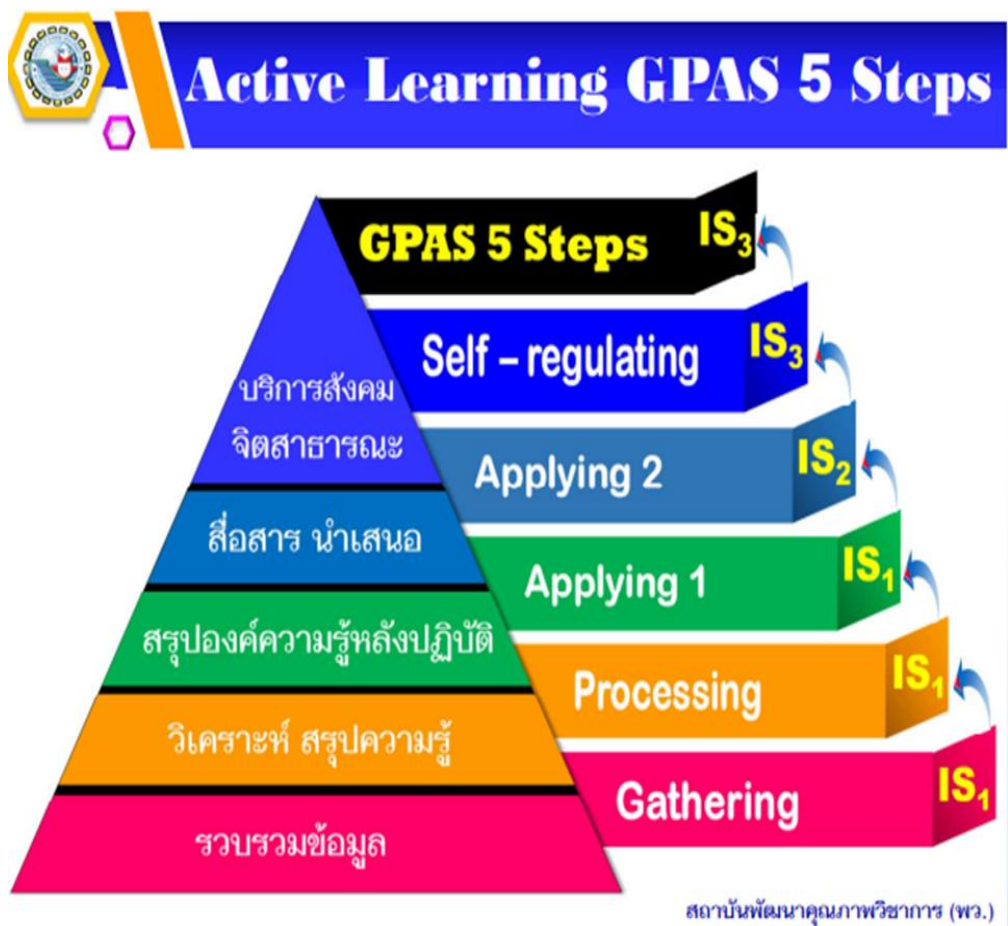 Active Learning GPAS 5 Steps
GPAS 5 Steps IS3
Self – regulating IS3
บริการสังคม
จิตสาธารณะ
Applying 2 IS2
สื่อสาร นำเสนอ
Applying 1 IS1
สรุปองค์ความรู้หลังปฏิบัติ
Processing IS1
วิเคราะห์ สรุปความรู้
Gathering IS1
รวบรวมข้อมูล
สถาบันพัฒนาคุณภาพวิชาการ (พว.)